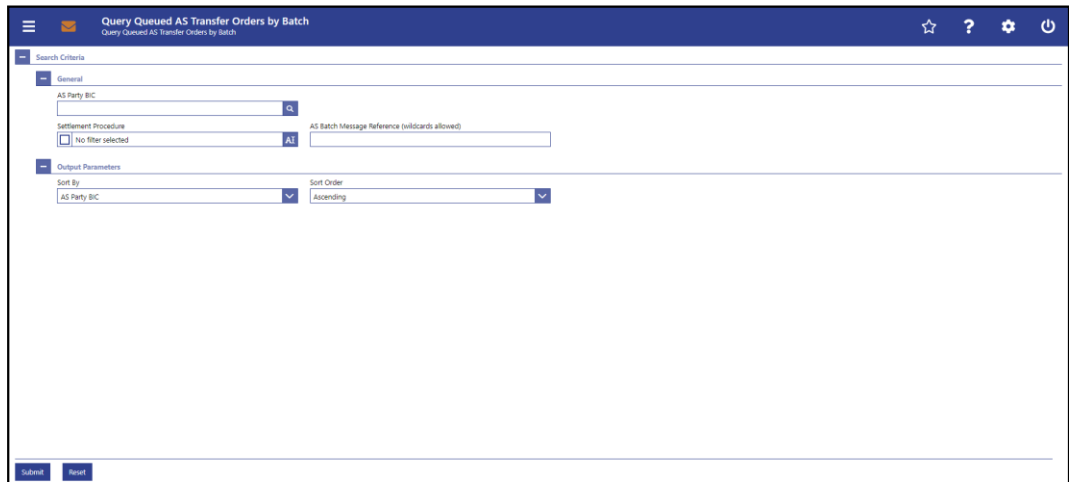 Query Queued AS Transfer Orders by Batch
Query Queued AS Transfer Orders by Batch
?
Search Criteria
General
AS Party BIC
Settlement Procedure AS Batch Message Reference (wildcards allowed)
No filter selected AI
Output Parameters
Sort By Sort Order
AS Party BIC Ascending
Submit Reset